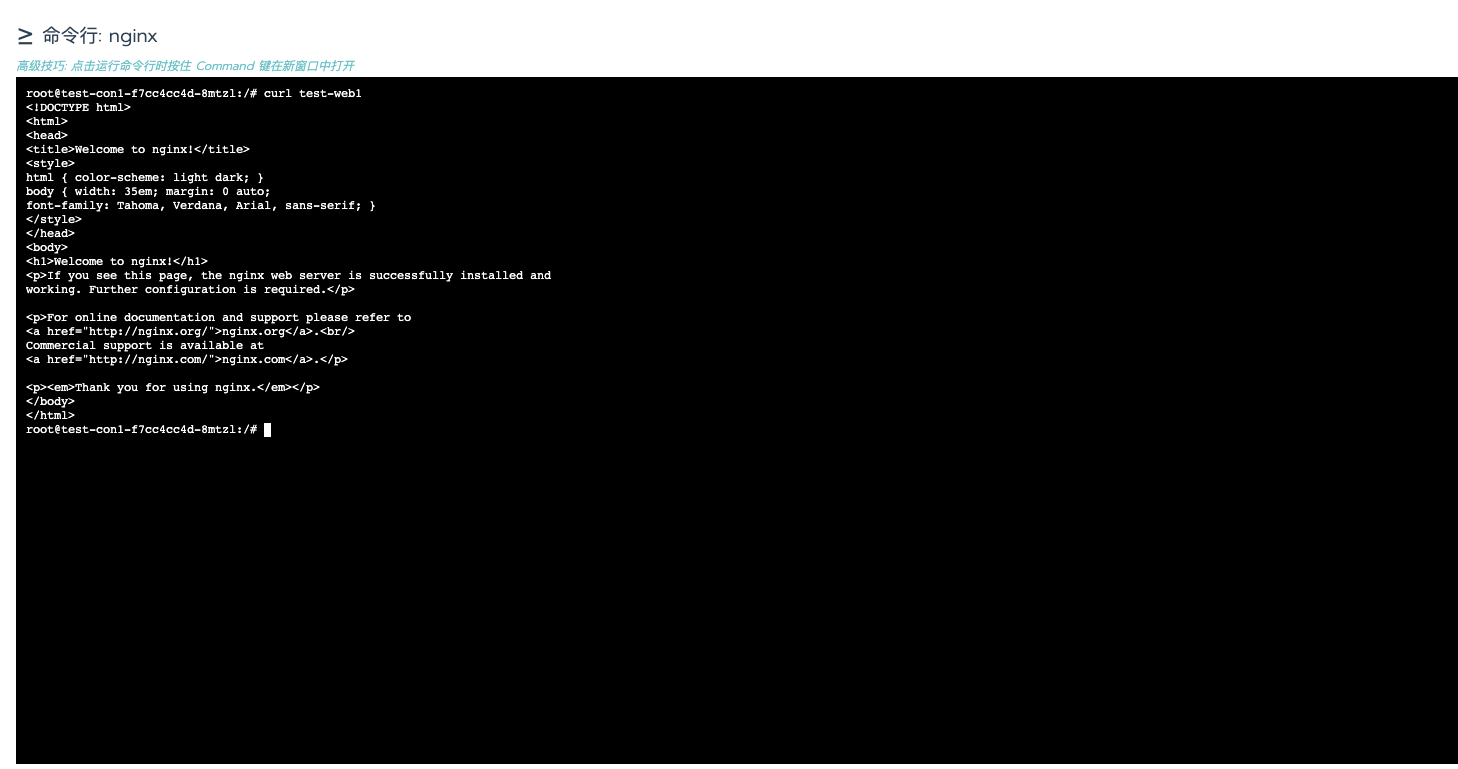 ≥ 命令行: nginx
高级技巧: 点击运行命令行时按住 Command 键在新窗口中打开
root@test-con1-f7cc4cc4d-8mtzl:/# curl test-web1
<!DOCTYPE html>
<html>
<head>
<title>Welcome to nginx!</title>
<style>
html { color-scheme: light dark; }
body { width: 35em; margin: 0 auto;
font-family: Tahoma, Verdana, Arial, sans-serif; }
</style>
</head>
<body>
<h1>Welcome to nginx!</h1>
<p>If you see this page, the nginx web server is successfully installed and
working. Further configuration is required.</p>

<p>For online documentation and support please refer to
<a href="http://nginx.org/">nginx.org</a>.<br/>
Commercial support is available at
<a href="http://nginx.com/">nginx.com</a>.</p>

<p><em>Thank you for using nginx.</em></p>
</body>
</html>
root@test-con1-f7cc4cc4d-8mtzl:/#